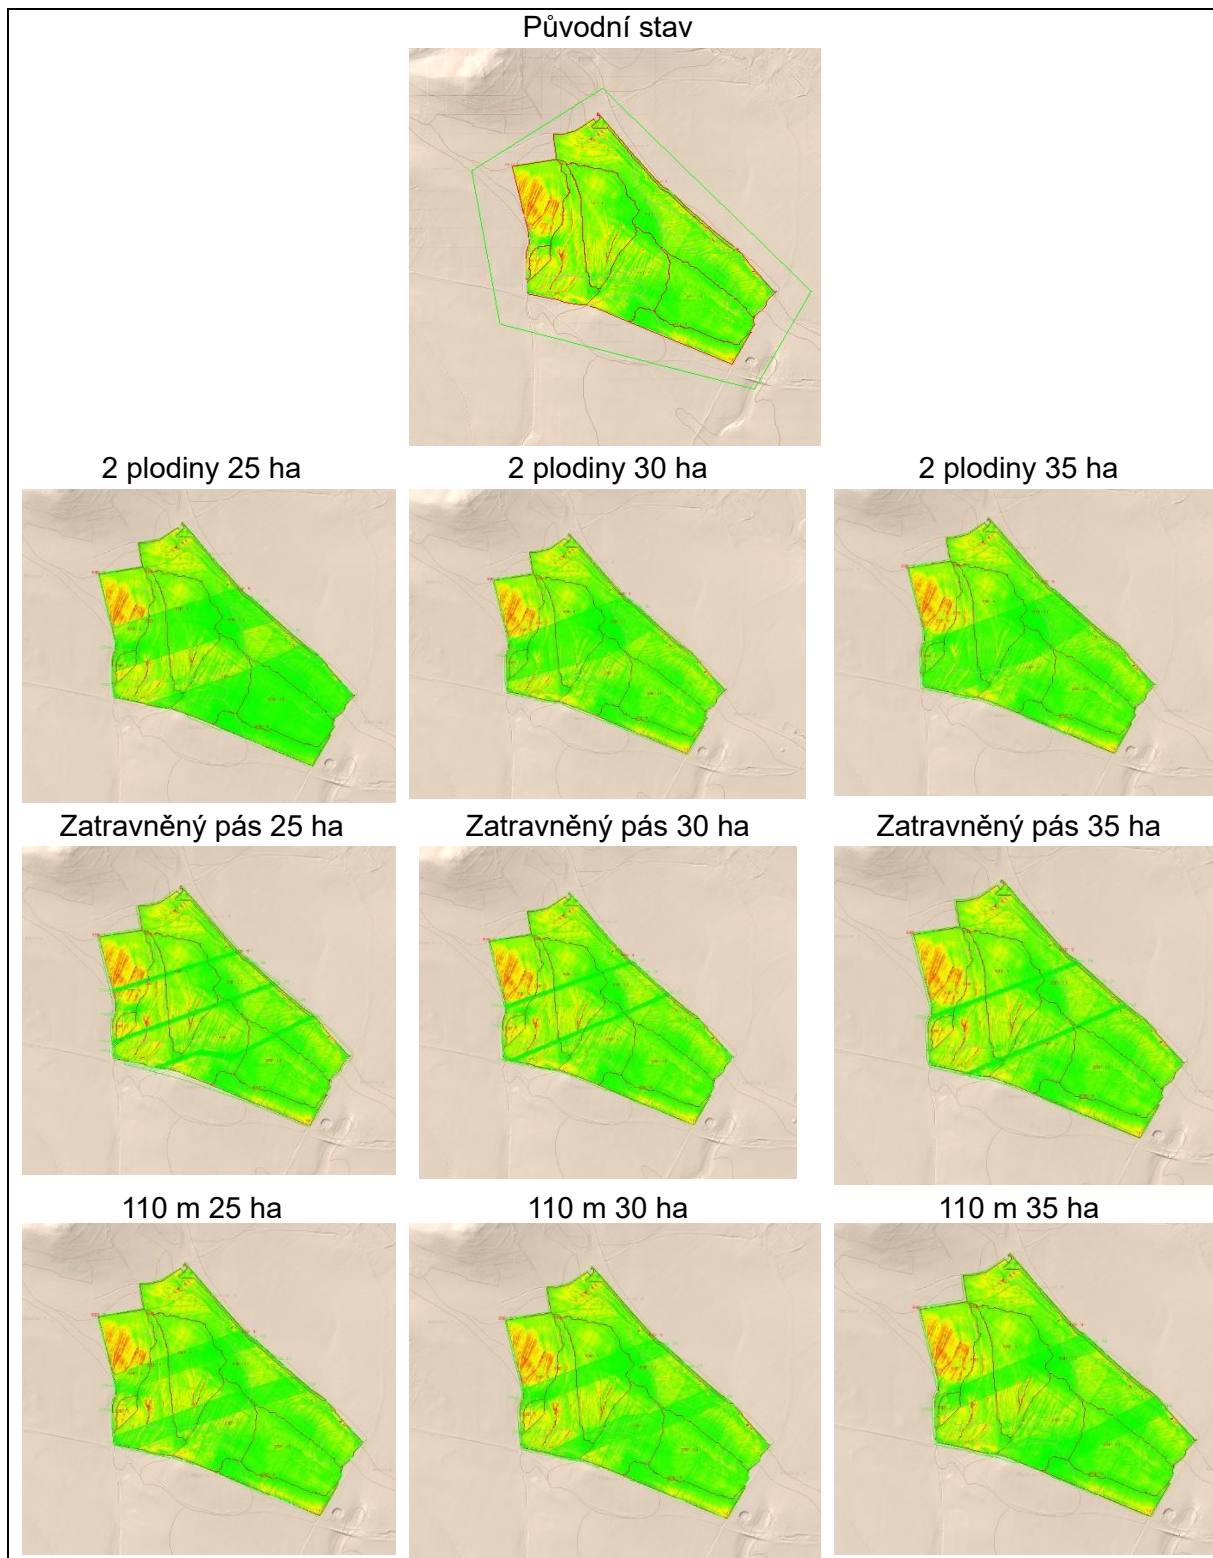 Původní stav
2 plodiny 25 ha
2 plodiny 30 ha
2 plodiny 35 ha
Zatravněný pás 25 ha
Zatravněný pás 30 ha
Zatravněný pás 35 ha
110 m 25 ha
110 m 30 ha
110 m 35 ha